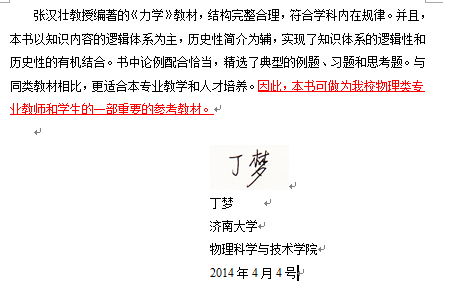 张汉壮教授编著的《力学》教材，结构完整合理，符合学科内在规律。并且，
本书以知识内容的逻辑体系为主，历史性简介为辅，实现了知识体系的逻辑性和
历史性的有机结合。书中论例配合恰当，精选了典型的例题、习题和思考题。与
同类教材相比，更适合本专业教学和人才培养。因此，本书可做为我校物理类专
业教师和学生的一部重要的参考教材。
丁梦
丁梦
济南大学
物理科学与技术学院
2014年4月4号